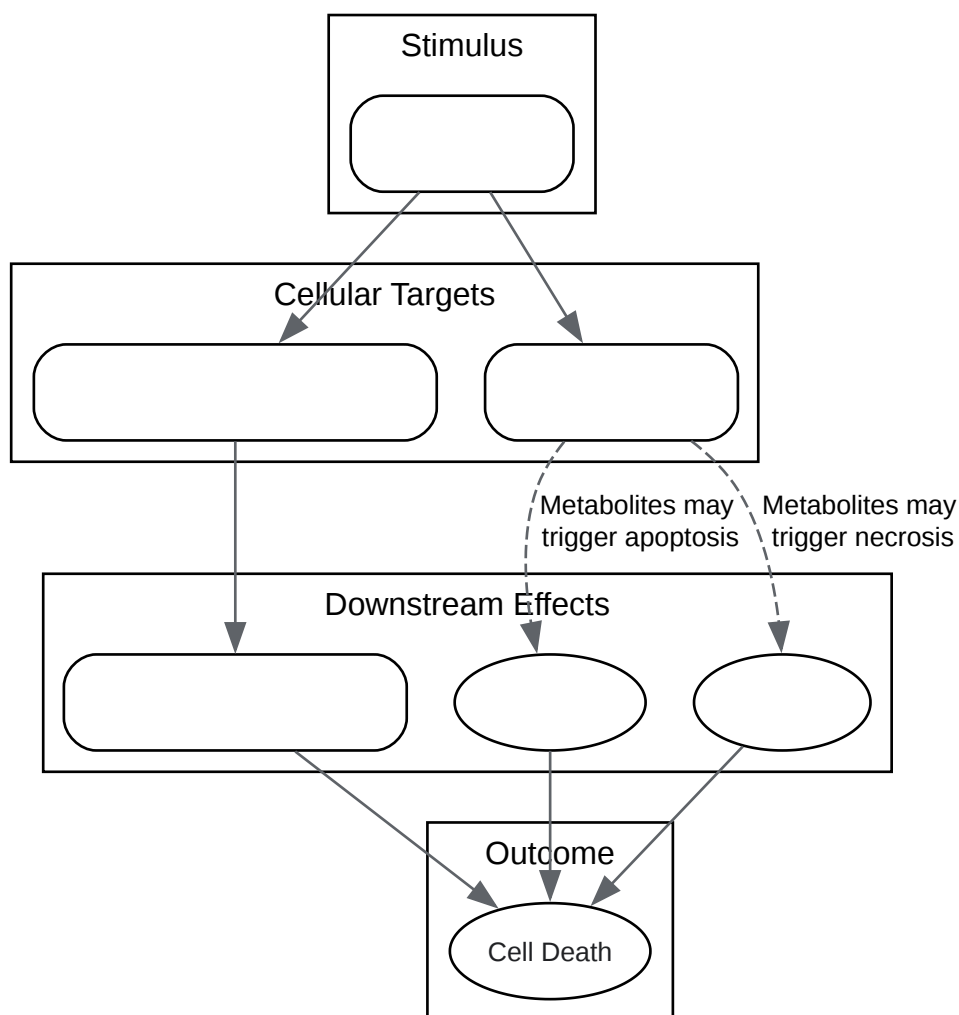 Stimulus
Cellular Targets
Metabolites may
trigger apoptosis
Metabolites may
trigger necrosis
Downstream Effects
Outcome
Cell Death